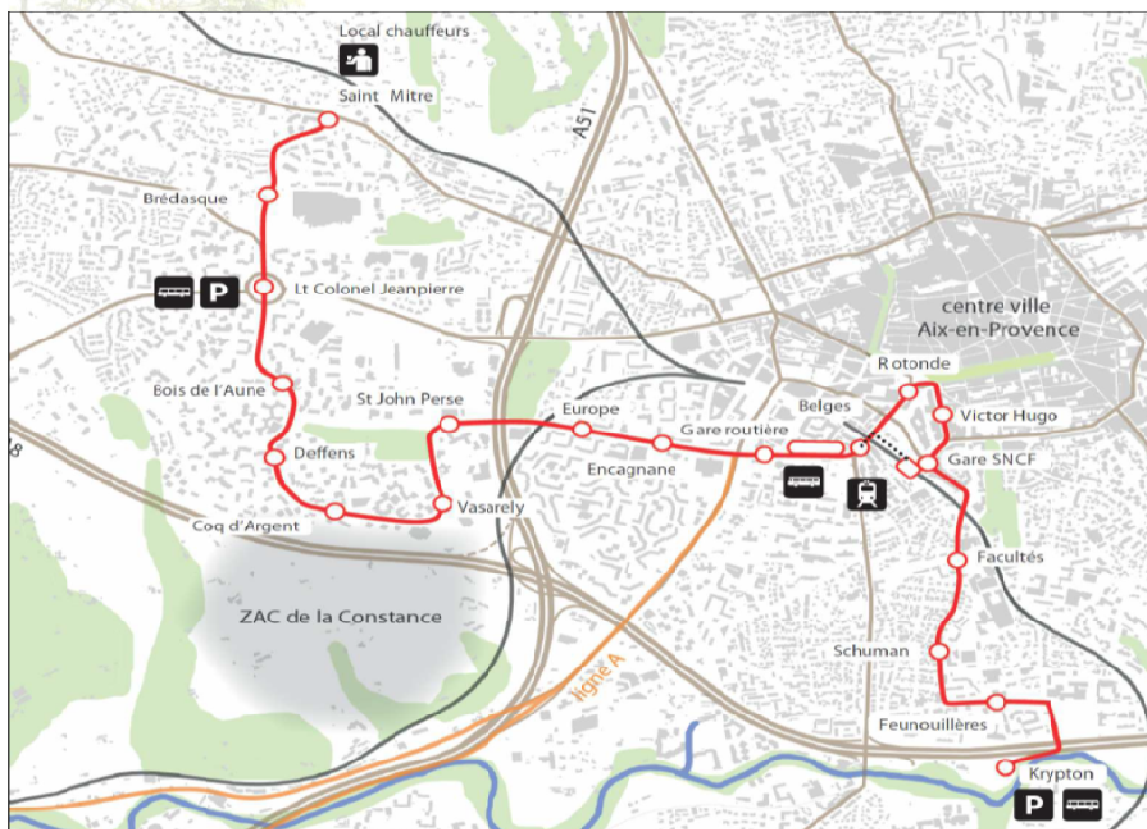 Local chauffeurs
Saint Mitre
A51
Brédasque
P
Lt Colonel Jeanpierre
centre ville
Aix-en-Provence
Rotonde
Bois de l'Aune
St John Perse
Europe
Belges
Victor Hugo
Gare routière
Deffens
Encagnane
Gare SNCF
Coq d'Argent
Vasarely
Facultés
ZAC de la Constance
Schuman
ligne A
Feunouillères
Krypton
P